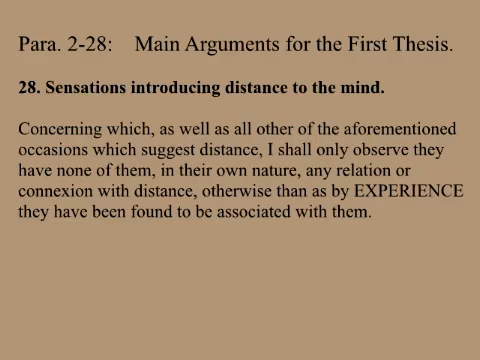 Para. 2-28: Main Arguments for the First Thesis.
28. Sensations introducing distance to the mind.
Concerning which, as well as all other of the aforementioned
occasions which suggest distance, I shall only observe they
have none of them, in their own nature, any relation or
connexion with distance, otherwise than as by EXPERIENCE
they have been found to be associated with them.